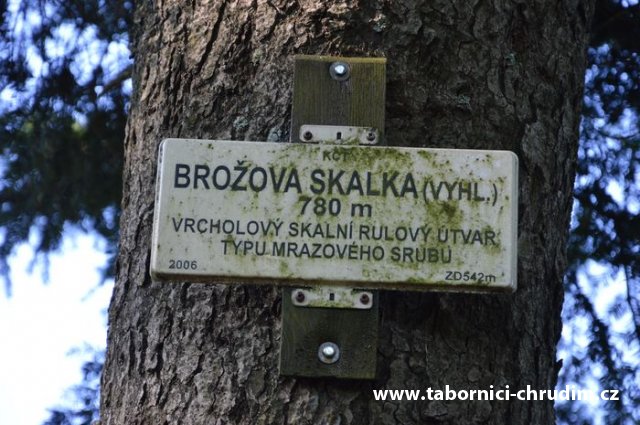 KČT
BROŽOVA SKALKA (VYHL.)
780 m
VRCHOLOVÝ SKALNÍ RULOVÝ ÚTVAR
TYPU MRAZOVÉHO SRUBU
2006 ZD542m
www.tabornici-chrudim.cz